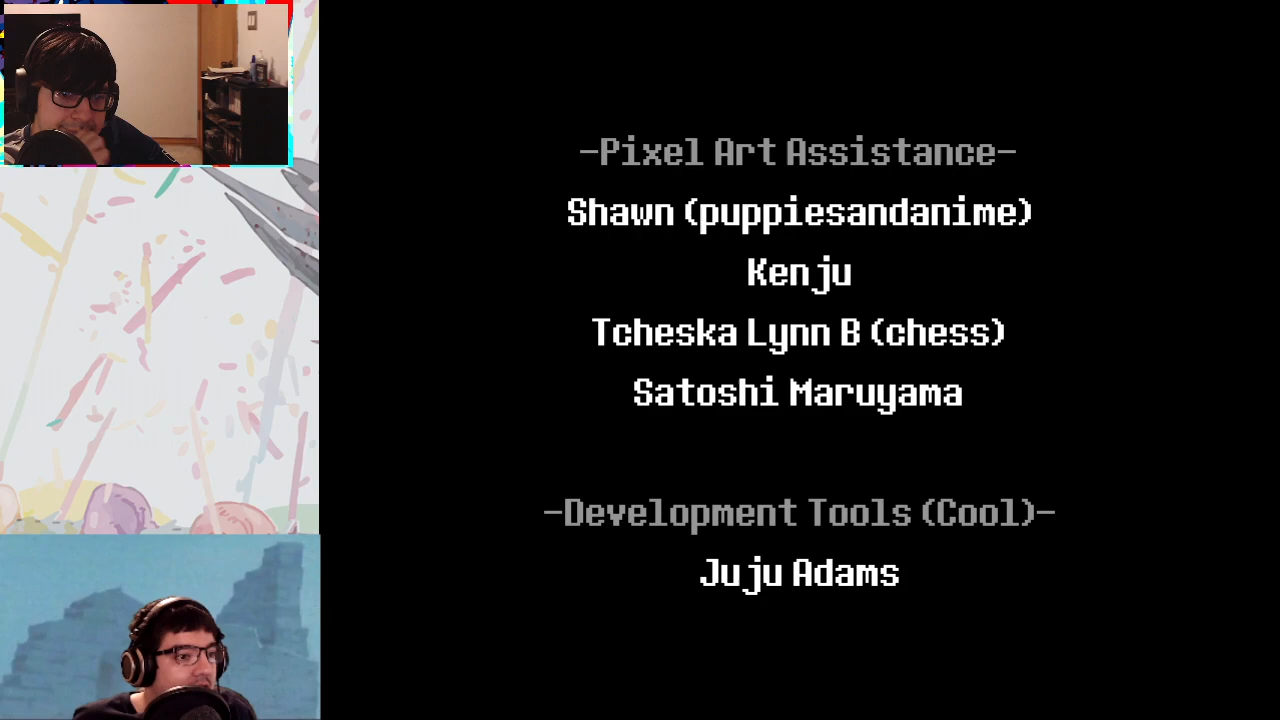 -Pixel Art Assistance-
Shawn (puppiesandanime)
Kenju
Tcheska Lynn B (chess)
Satoshi Maruyama
-Development Tools (Cool)-
Juju Adams